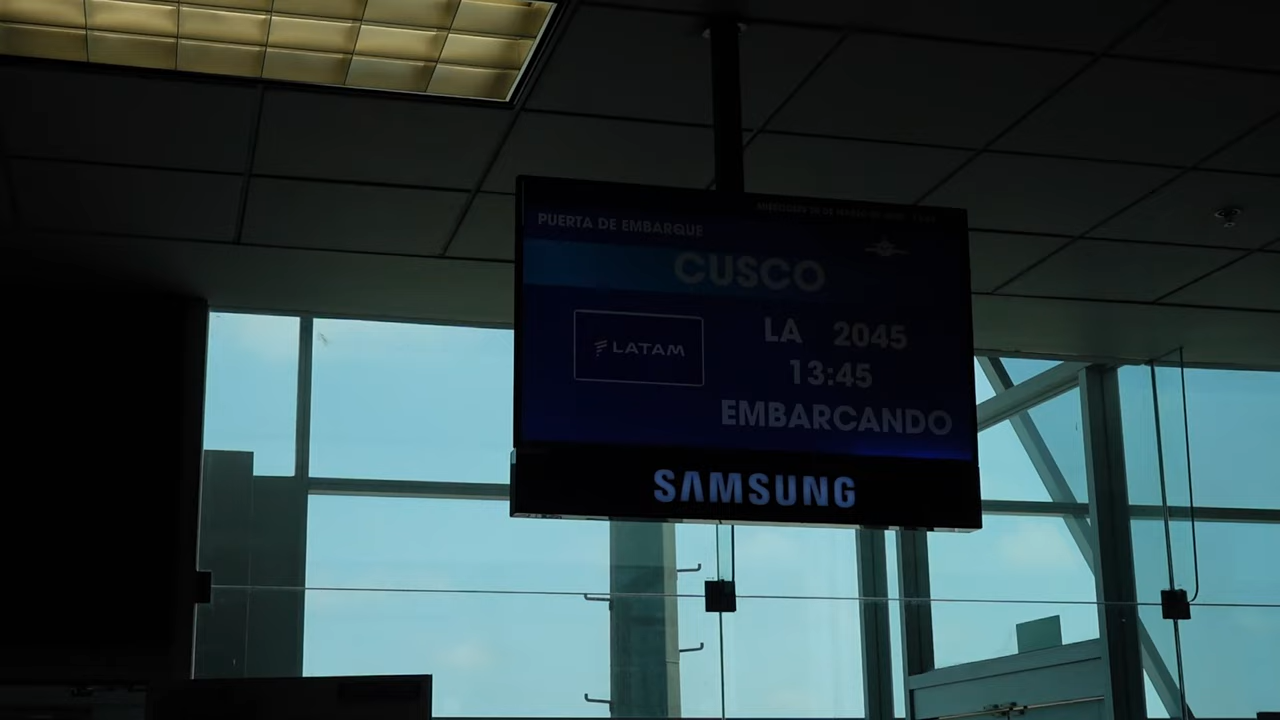 PUERTA DE EMBARQUE
CUSCO
LATAM
LA 2045
13:45
EMBARCANDO
SAMSUNG